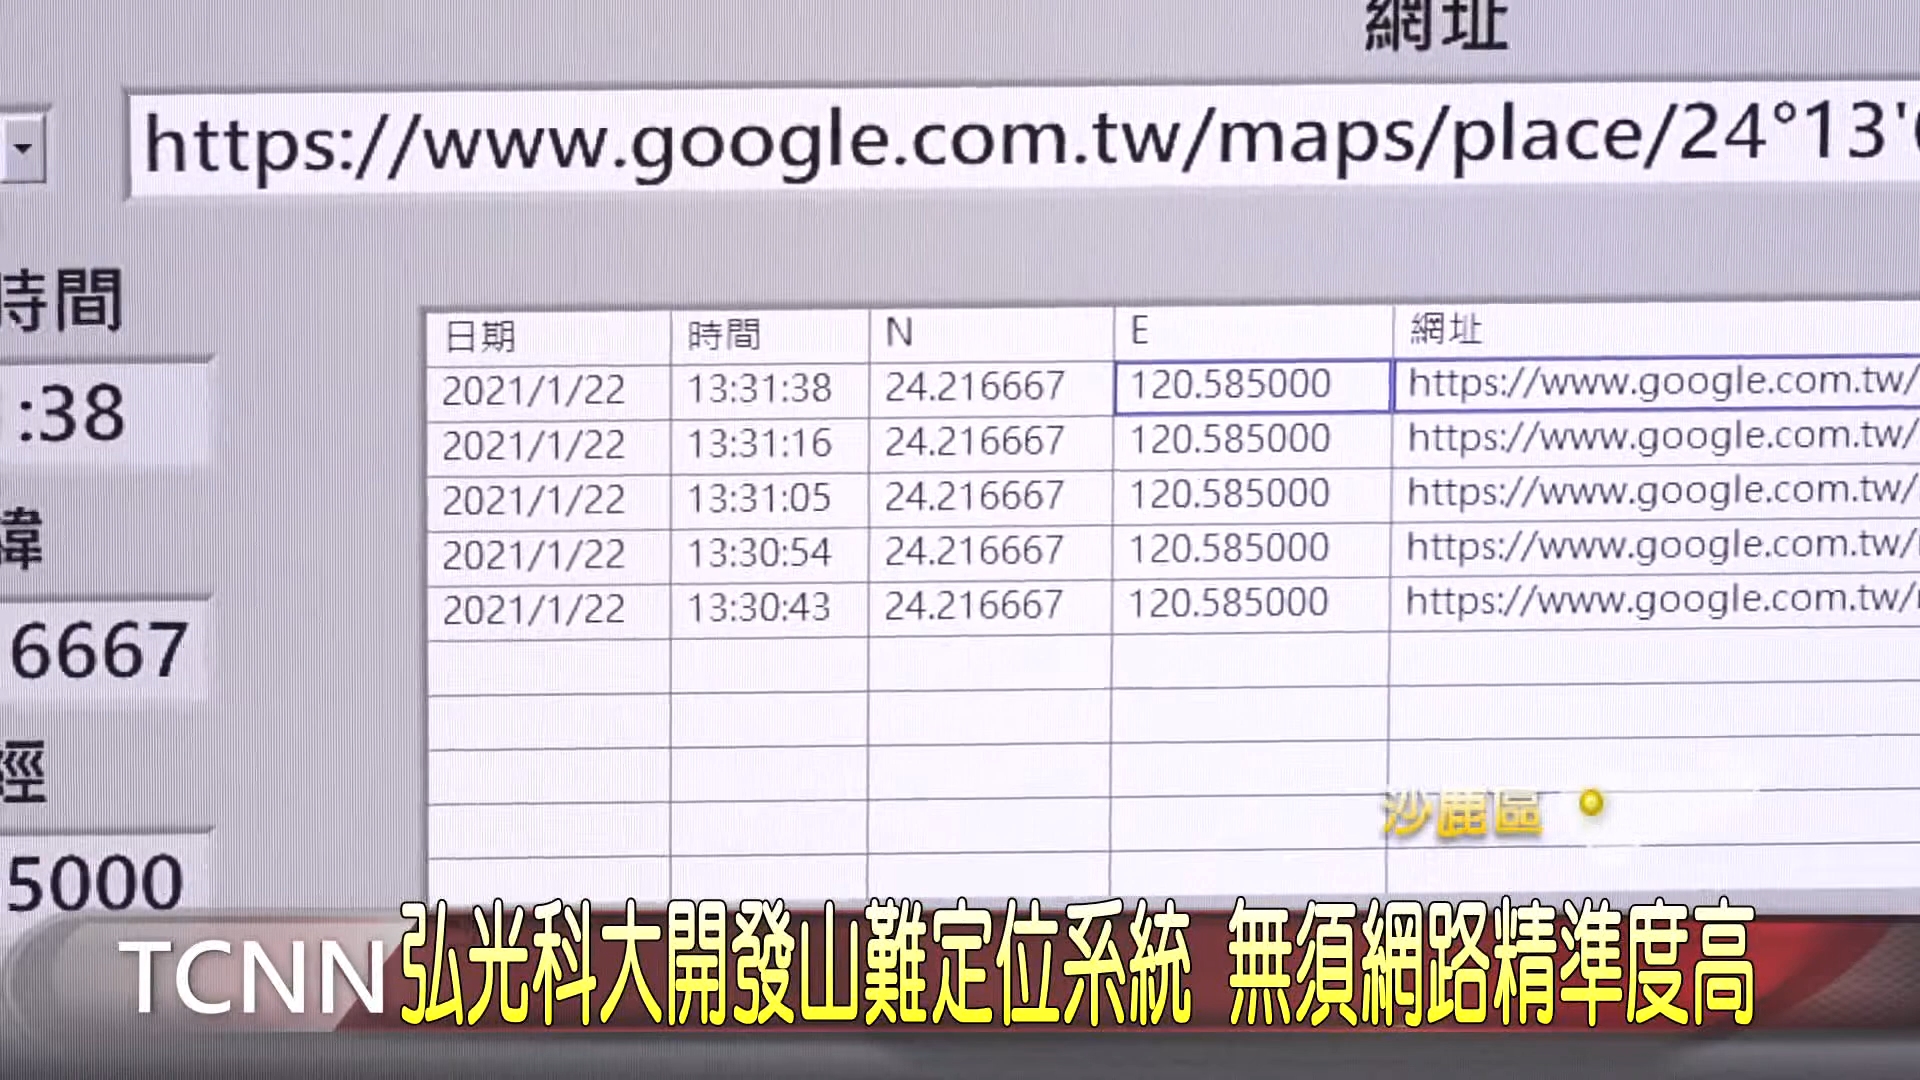 網址
https://www.google.com.tw/maps/place/24°13'
時間
:38
緯
6667
經
5000
日期 時間 N E 網址
2021/1/22 13:31:38 24.216667 120.585000 https://www.google.com.tw/
2021/1/22 13:31:16 24.216667 120.585000 https://www.google.com.tw/
2021/1/22 13:31:05 24.216667 120.585000 https://www.google.com.tw/
2021/1/22 13:30:54 24.216667 120.585000 https://www.google.com.tw/
2021/1/22 13:30:43 24.216667 120.585000 https://www.google.com.tw/
沙鹿區
TCNN 弘光科大開發山難定位系統 無須網路精準度高